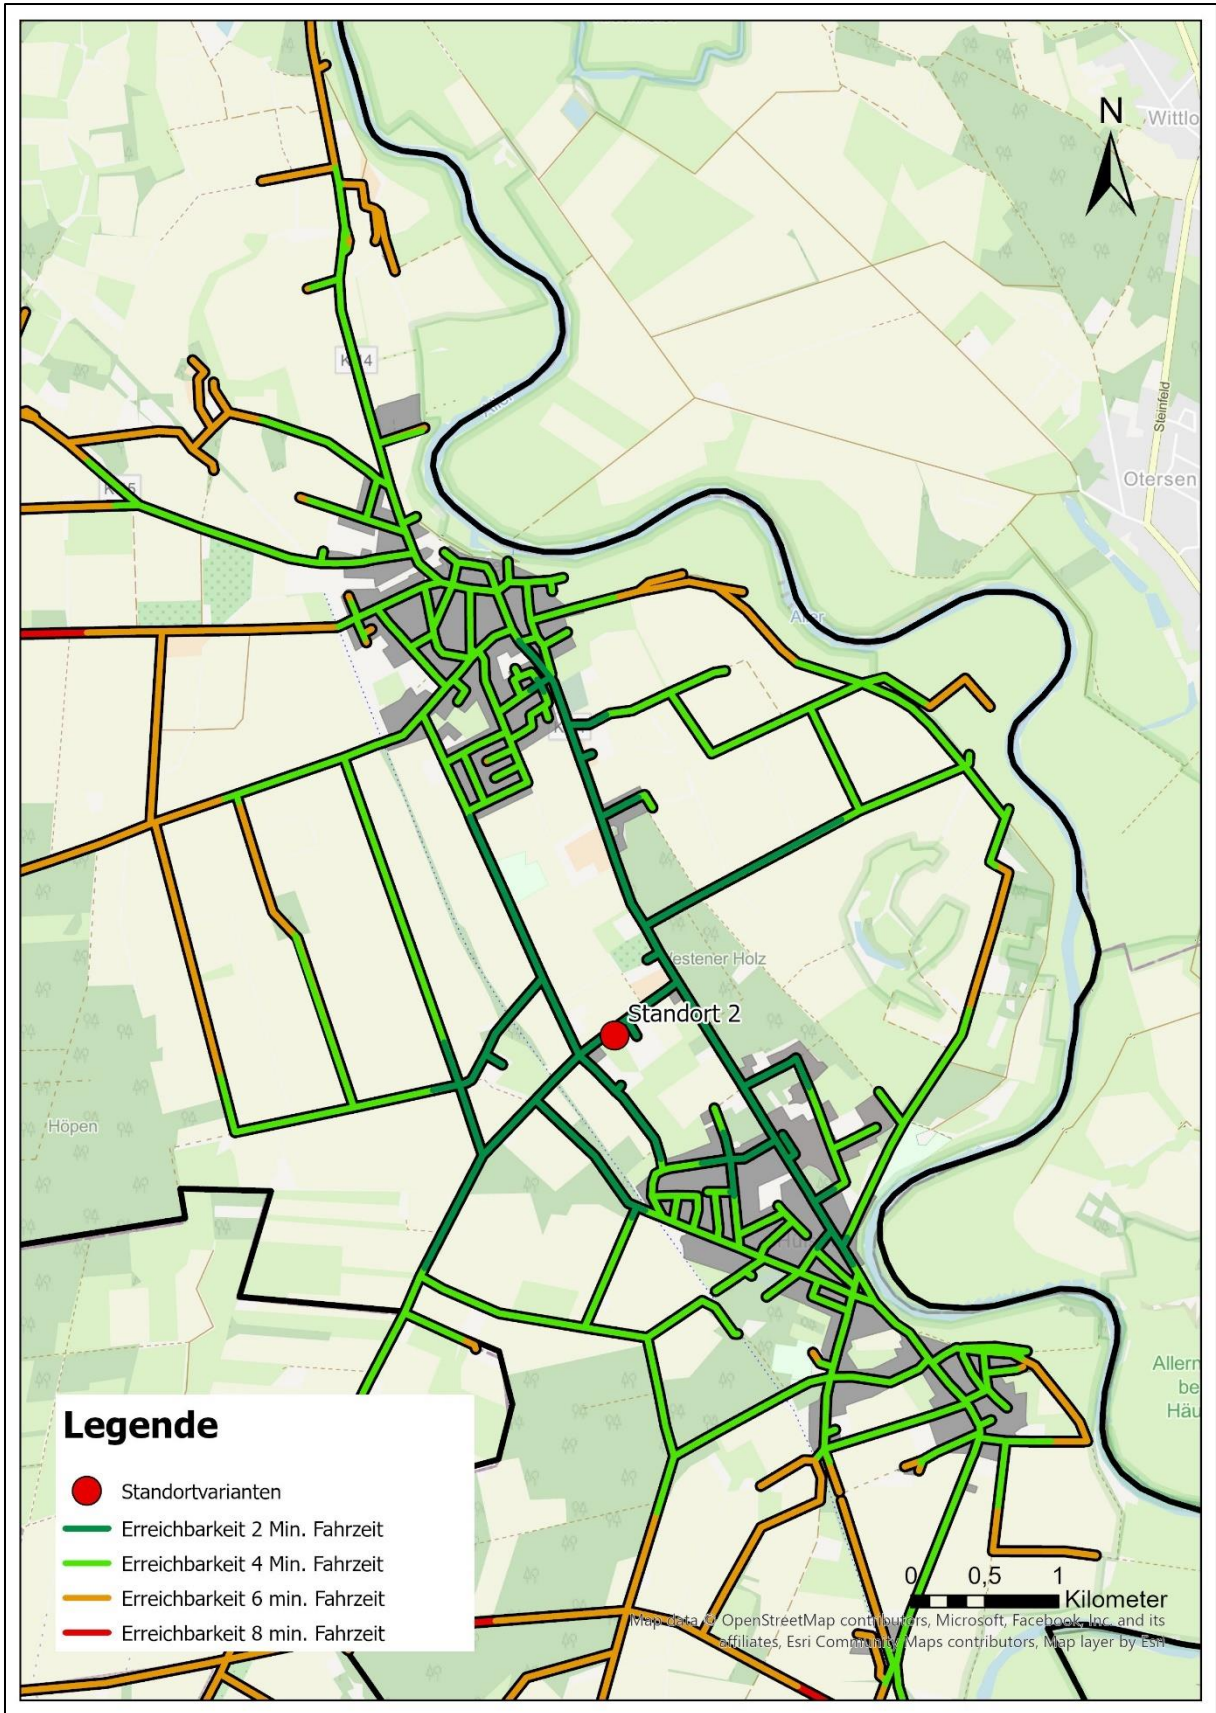 N
Wittlo
Steinfeld
Otersen
Aller
Aller
Westener Holz
Standort 2
Höpen
Allern
be
Häu
Legende
Standortvarianten
Erreichbarkeit 2 Min. Fahrzeit
Erreichbarkeit 4 Min. Fahrzeit
Erreichbarkeit 6 min. Fahrzeit
Erreichbarkeit 8 min. Fahrzeit
0 0,5 1
Kilometer
Map data © OpenStreetMap contributors, Microsoft, Facebook, Inc. and its
affiliates, Esri Community Maps contributors, Map layer by Esri